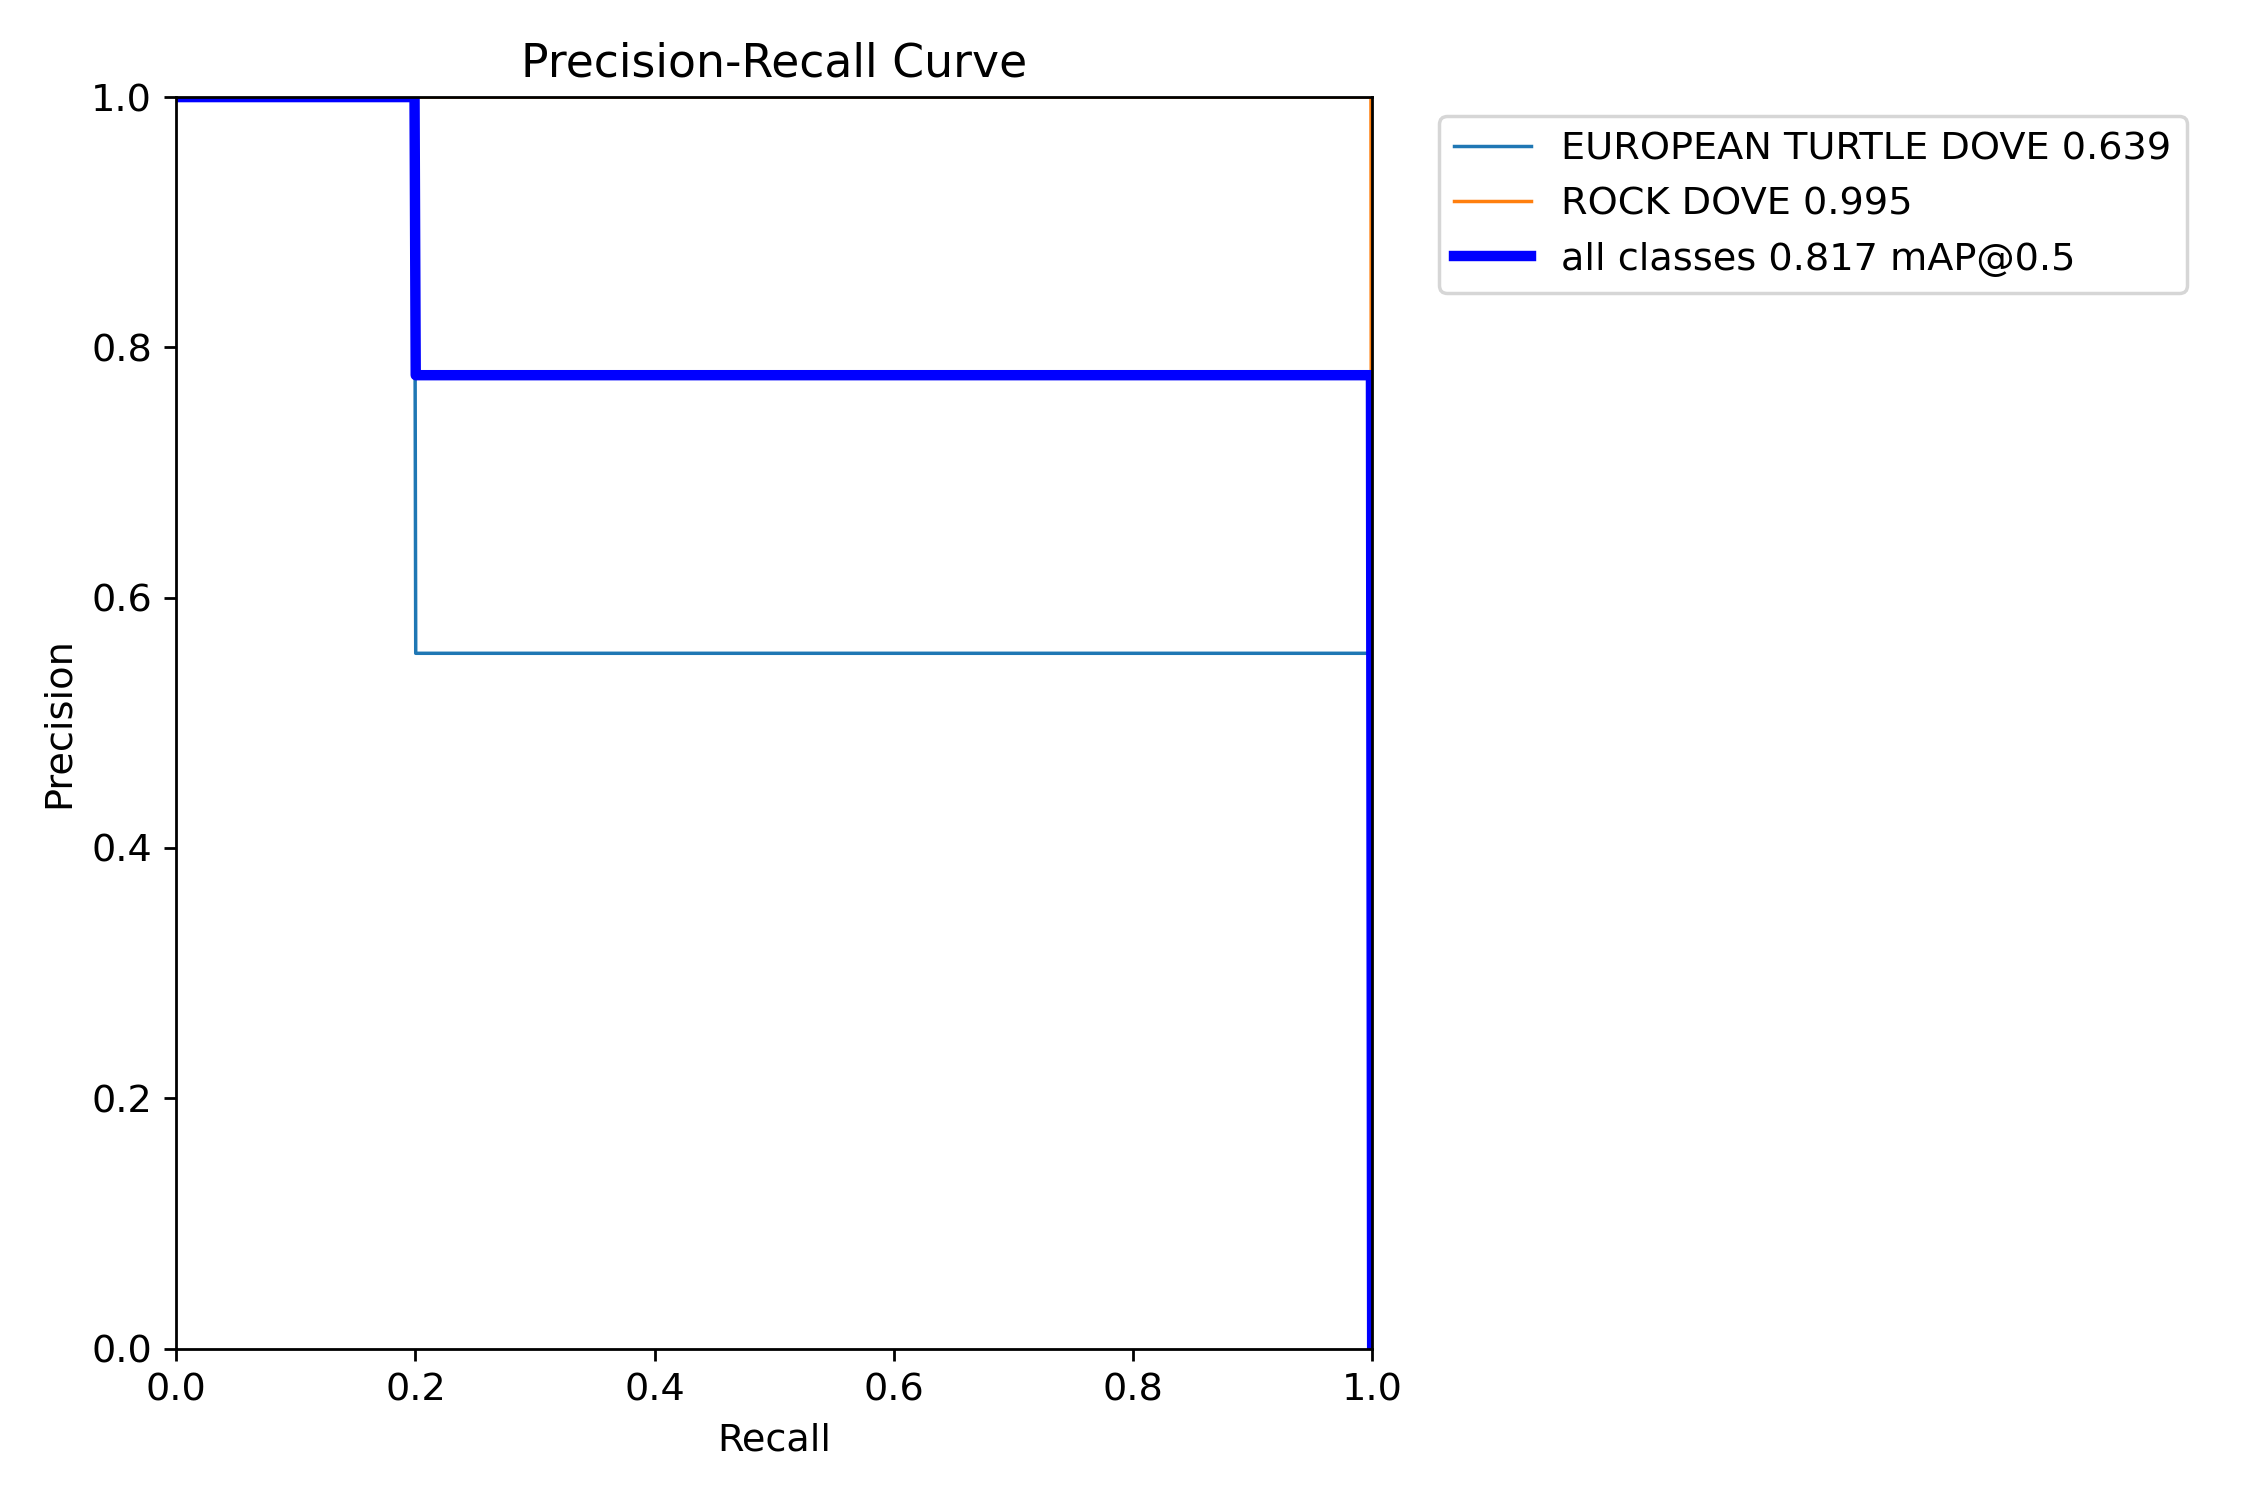 Precision-Recall Curve
1.0
0.8
0.6
0.4
0.2
0.0
Precision
0.0 0.2 0.4 0.6 0.8 1.0
Recall
EUROPEAN TURTLE DOVE 0.639
ROCK DOVE 0.995
all classes 0.817 mAP@0.5